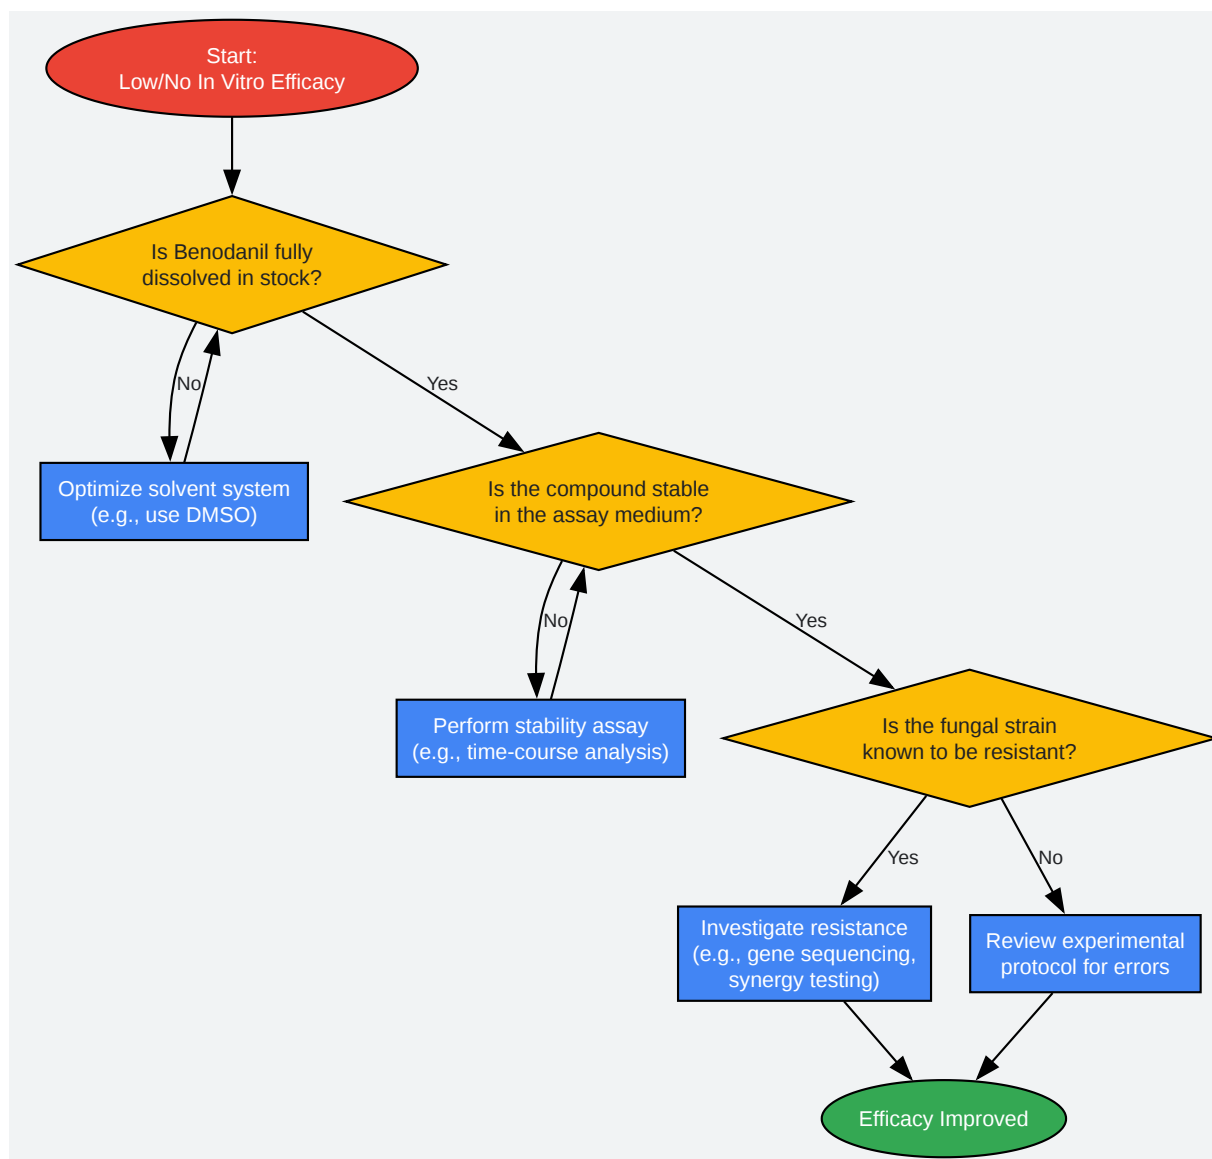 Start:
Low/No In Vitro Efficacy
Is Benodanil fully
dissolved in stock?
No
Yes
Optimize solvent system
(e.g., use DMSO)
Is the compound stable
in the assay medium?
No
Yes
Perform stability assay
(e.g., time-course analysis)
Is the fungal strain
known to be resistant?
Yes
No
Investigate resistance
(e.g., gene sequencing,
synergy testing)
Review experimental
protocol for errors
Efficacy Improved